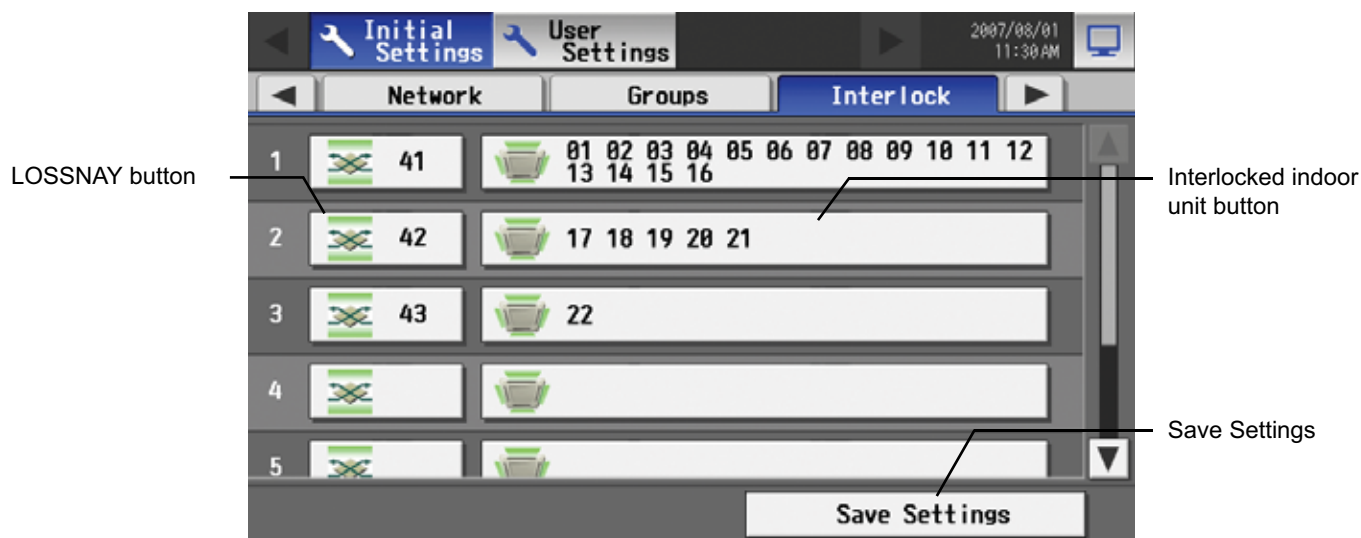 Initial Settings
User Settings
2007/08/01
11:30 AM
Network
Groups
Interlock
1
41
01 02 03 04 05 06 07 08 09 10 11 12
13 14 15 16
LOSSNAY button
Interlocked indoor
unit button
2
42
17 18 19 20 21
3
43
22
4
Save Settings
5
Save Settings